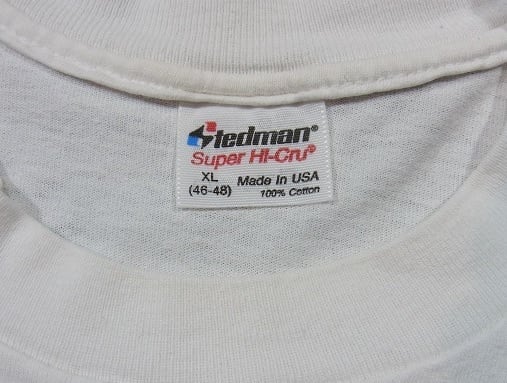 Stedman®
Super Hi-Cru®
XL
(46-48)
Made In USA
100% Cotton